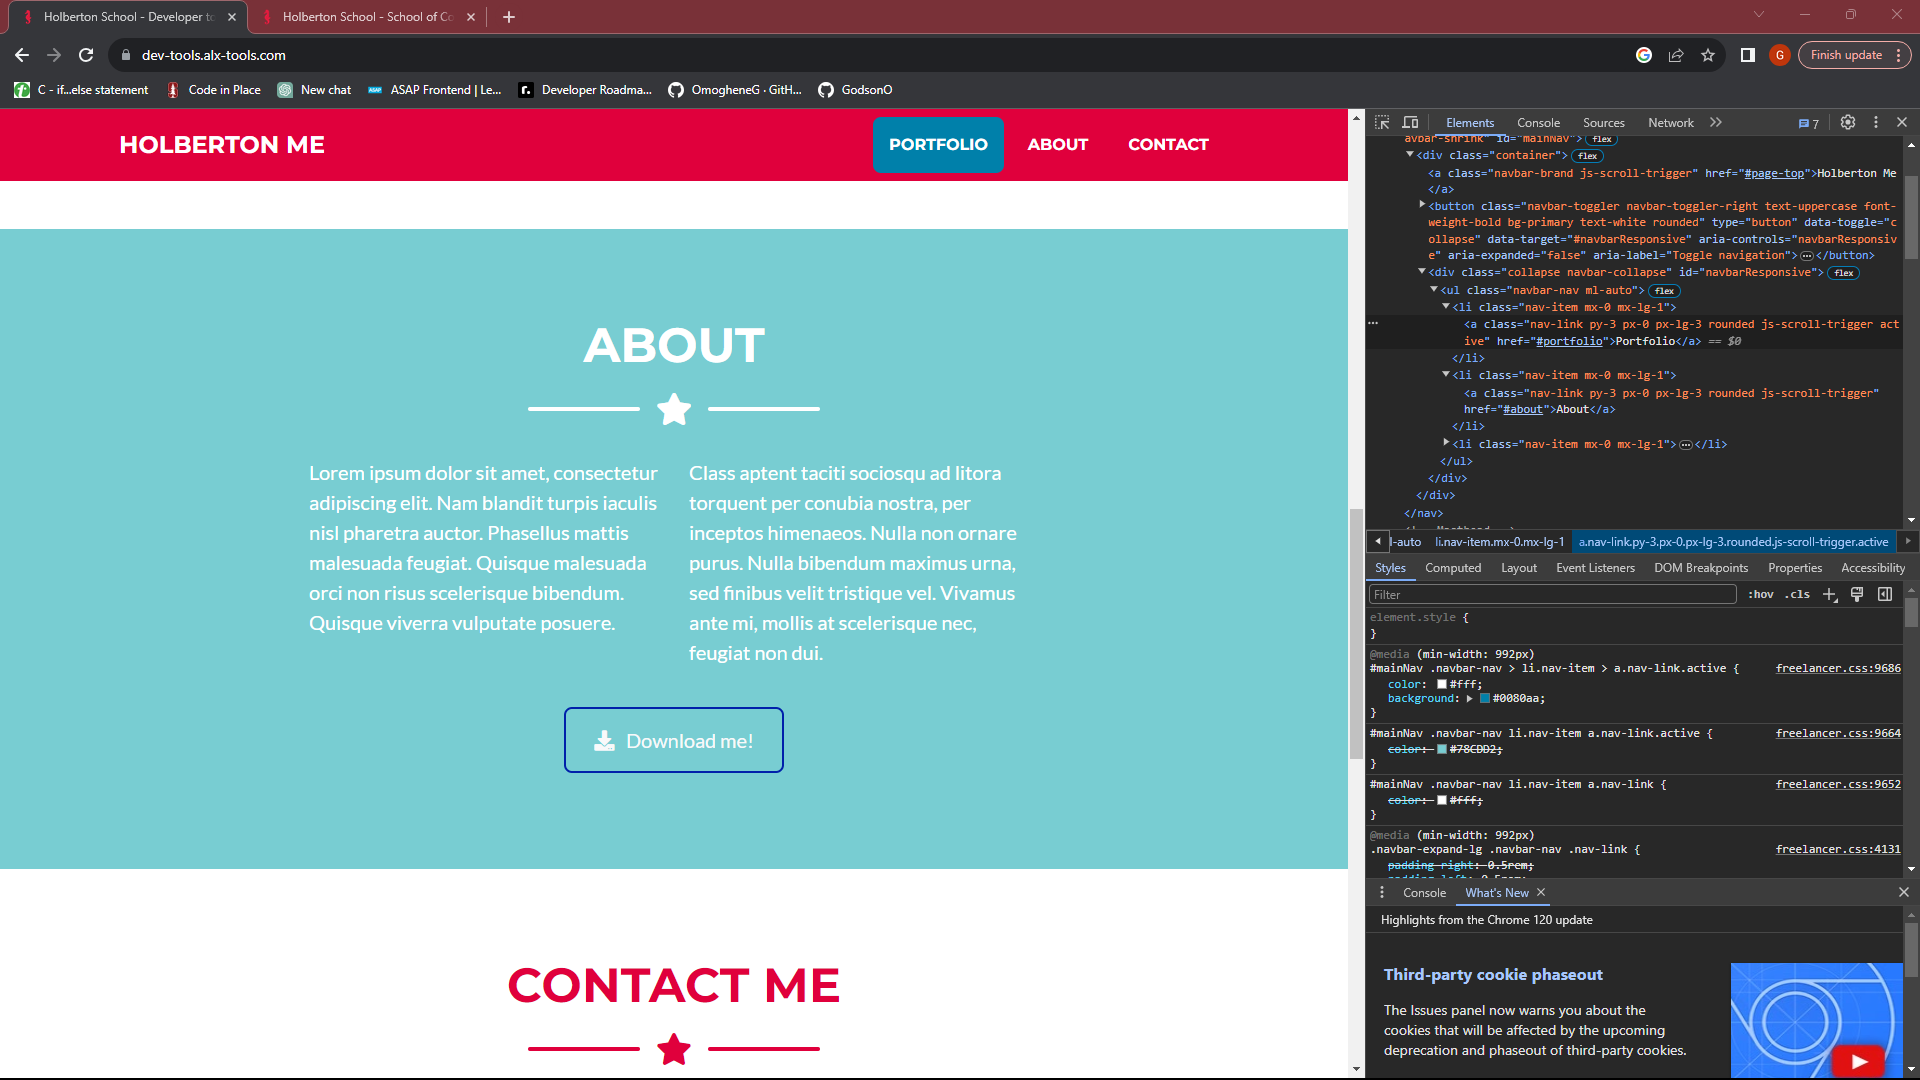 Holberton School - Developer to
Holberton School - School of Co
dev-tools.alx-tools.com
G
Finish update
C - if...else statement
Code in Place
New chat
ASAP Frontend | Le...
Developer Roadma...
OmogheneG · GitH...
GodsonO
HOLBERTON ME
PORTFOLIO
ABOUT
CONTACT
ABOUT
Lorem ipsum dolor sit amet, consectetur
adipiscing elit. Nam blandit turpis iaculis
nisl pharetra auctor. Phasellus mattis
malesuada feugiat. Quisque malesuada
orci non risus scelerisque bibendum.
Quisque viverra vulputate posuere.
Class aptent taciti sociosqu ad litora
torquent per conubia nostra, per
inceptos himenaeos. Nulla non ornare
purus. Nulla bibendum maximus urna,
sed finibus velit tristique vel. Vivamus
ante mi, mollis at scelerisque nec,
feugiat non dui.
Download me!
CONTACT ME
Elements
Console
Sources
Network
7
avbar-shrink" id="mainNav"> flex
<div class="container"> flex
<a class="navbar-brand js-scroll-trigger" href="#page-top">Holberton Me
</a>
<button class="navbar-toggler navbar-toggler-right text-uppercase font-
weight-bold bg-primary text-white rounded" type="button" data-toggle="c
ollapse" data-target="#navbarResponsive" aria-controls="navbarResponsiv
e" aria-expanded="false" aria-label="Toggle navigation">…</button>
<div class="collapse navbar-collapse" id="navbarResponsive"> flex
<ul class="navbar-nav ml-auto"> flex
<li class="nav-item mx-0 mx-lg-1">
<a class="nav-link py-3 px-0 px-lg-3 rounded js-scroll-trigger act
ive" href="#portfolio">Portfolio</a> == $0
</li>
<li class="nav-item mx-0 mx-lg-1">
<a class="nav-link py-3 px-0 px-lg-3 rounded js-scroll-trigger"
href="#about">About</a>
</li>
<li class="nav-item mx-0 mx-lg-1">…</li>
</ul>
</div>
</div>
</nav>
l-auto
li.nav-item.mx-0.mx-lg-1
a.nav-link.py-3.px-0.px-lg-3.rounded.js-scroll-trigger.active
Styles
Computed
Layout
Event Listeners
DOM Breakpoints
Properties
Accessibility
Filter
:hov
.cls
element.style {
}
@media (min-width: 992px)
#mainNav .navbar-nav > li.nav-item > a.nav-link.active {
freelancer.css:9686
color: #fff;
background: #0080aa;
}
#mainNav .navbar-nav li.nav-item a.nav-link.active {
freelancer.css:9664
color: #78CDD2;
}
#mainNav .navbar-nav li.nav-item a.nav-link {
freelancer.css:9652
color: #fff;
}
@media (min-width: 992px)
.navbar-expand-lg .navbar-nav .nav-link {
freelancer.css:4131
padding-right: 0.5rem;
padding-left: 0.5rem;
Console
What's New
Highlights from the Chrome 120 update
Third-party cookie phaseout
The Issues panel now warns you about the
cookies that will be affected by the upcoming
deprecation and phaseout of third-party cookies.